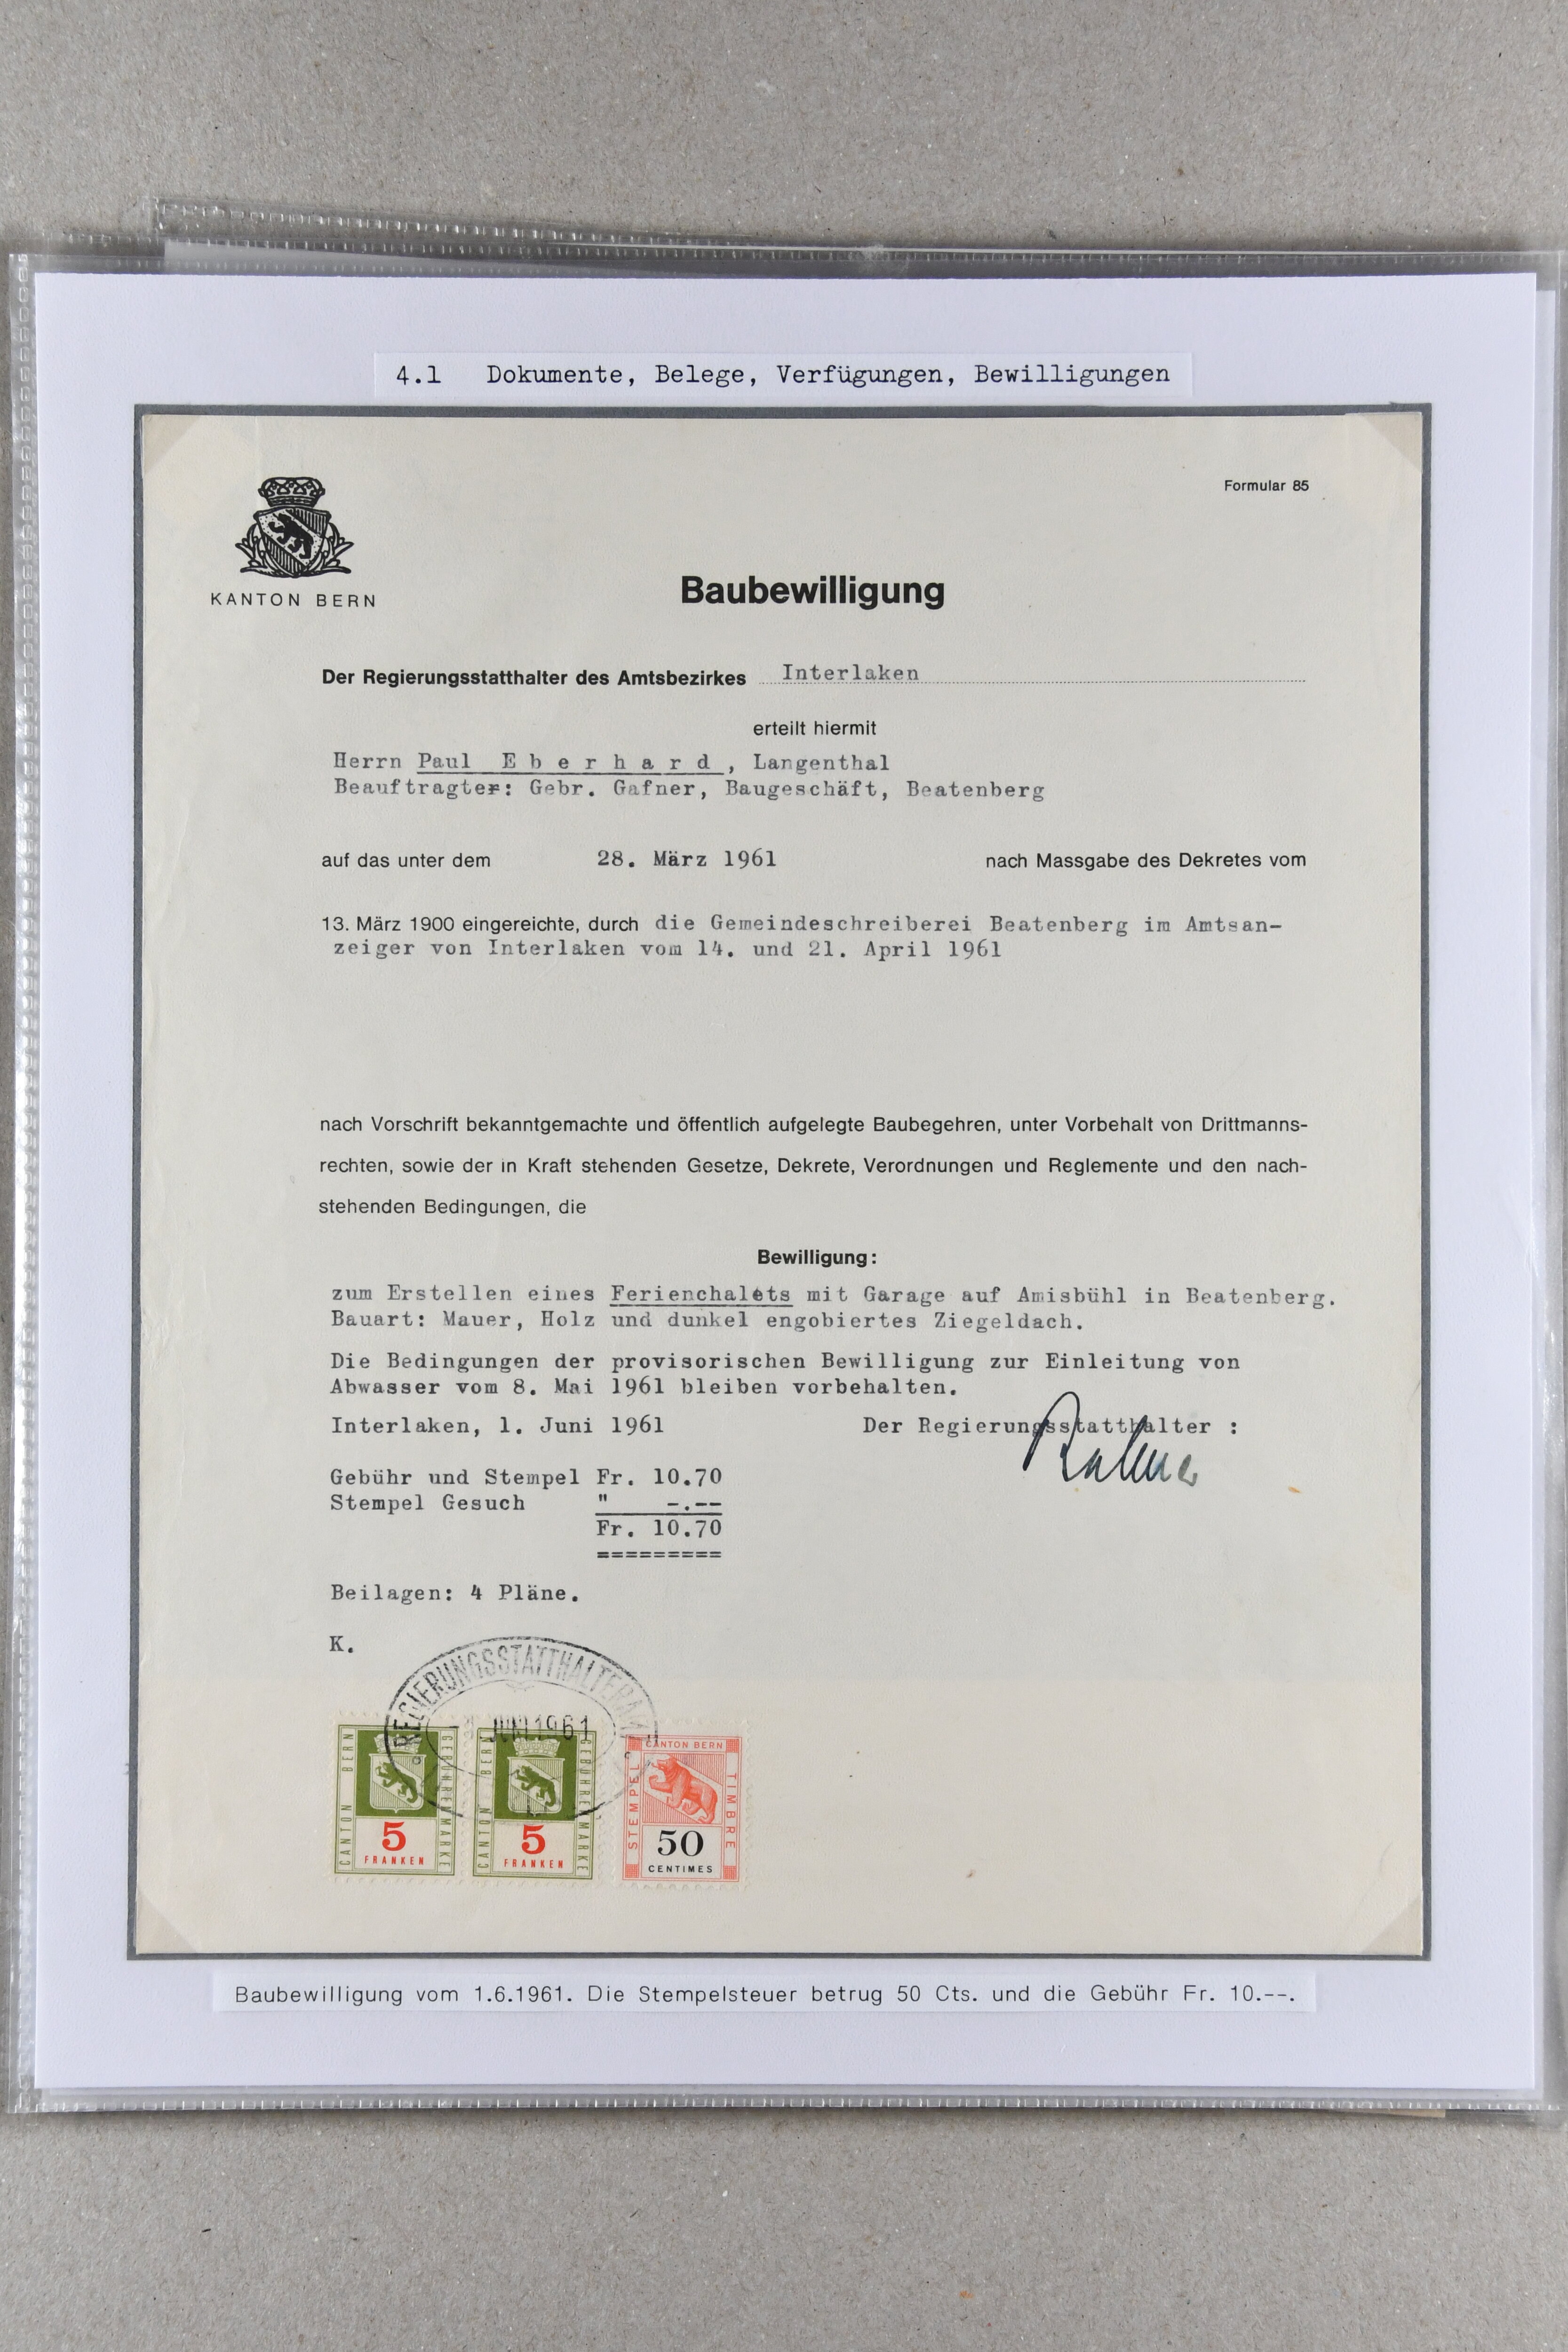 4.1 Dokumente, Belege, Verfügungen, Bewilligungen
Formular 85
KANTON BERN
Baubewilligung
Der Regierungsstatthalter des Amtsbezirkes Interlaken
erteilt hiermit
Herrn Paul E b e r h a r d , Langenthal
Beauftragter: Gebr. Gafner, Baugeschäft, Beatenberg
auf das unter dem 28. März 1961 nach Massgabe des Dekretes vom
13. März 1900 eingereichte, durch die Gemeindeschreiberei Beatenberg im Amtsan-
zeiger von Interlaken vom 14. und 21. April 1961
nach Vorschrift bekanntgemachte und öffentlich aufgelegte Baubegehren, unter Vorbehalt von Drittmanns-
rechten, sowie der in Kraft stehenden Gesetze, Dekrete, Verordnungen und Reglemente und den nach-
stehenden Bedingungen, die
Bewilligung:
zum Erstellen eines Ferienchalets mit Garage auf Amisbühl in Beatenberg.
Bauart: Mauer, Holz und dunkel engobiertes Ziegeldach.
Die Bedingungen der provisorischen Bewilligung zur Einleitung von
Abwasser vom 8. Mai 1961 bleiben vorbehalten.
Interlaken, 1. Juni 1961 Der Regierungsstatthalter :
Gebühr und Stempel Fr. 10.70
Stempel Gesuch " -.--
Fr. 10.70
=========
Beilagen: 4 Pläne.
K.
JUNI 1961
CANTON BERN GEBÜHRENMARKE
5
FRANKEN
CANTON BERN GEBÜHRENMARKE
5
FRANKEN
KANTON BERN
STEMPEL TIMBRE
50
CENTIMES
Baubewilligung vom 1.6.1961. Die Stempelsteuer betrug 50 Cts. und die Gebühr Fr. 10.--.